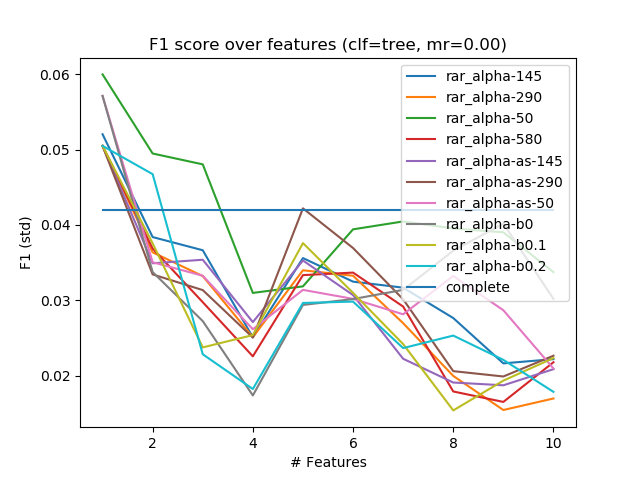 F1 score over features (clf=tree, mr=0.00)
0.06
0.05
0.04
0.03
0.02
F1 (std)
rar_alpha-145
rar_alpha-290
rar_alpha-50
rar_alpha-580
rar_alpha-as-145
rar_alpha-as-290
rar_alpha-as-50
rar_alpha-b0
rar_alpha-b0.1
rar_alpha-b0.2
complete
2
4
6
8
10
# Features